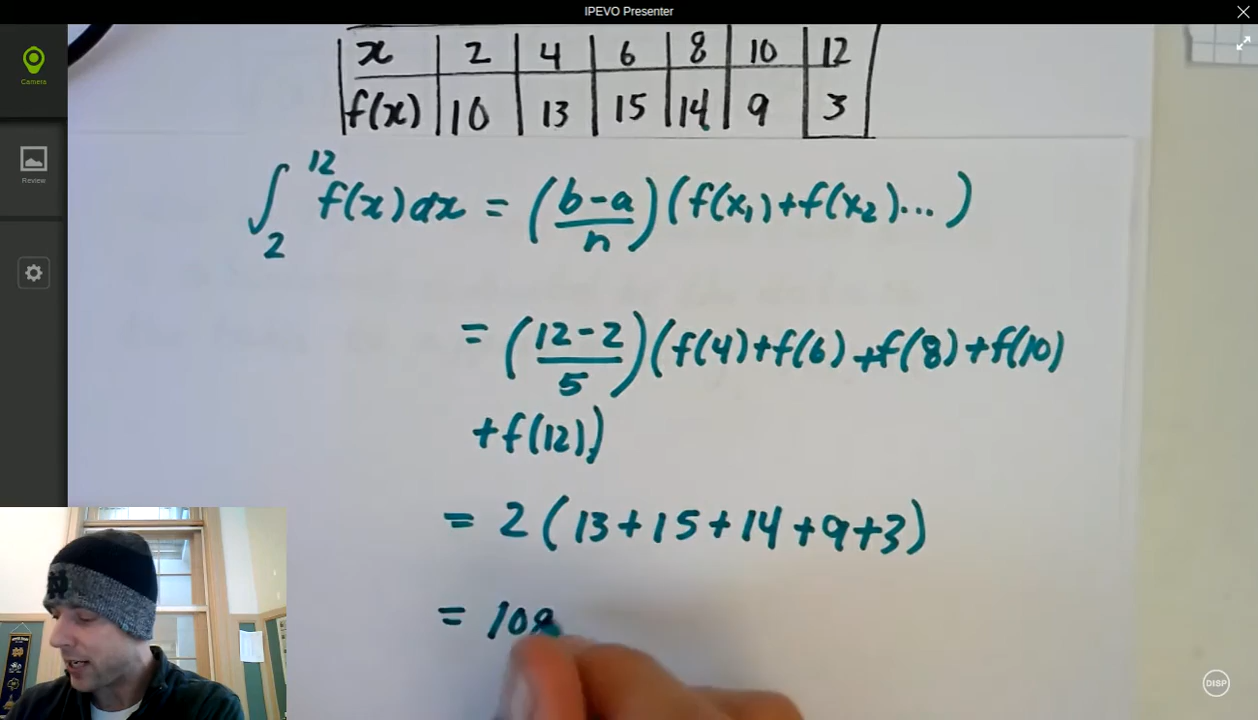 IPEVO Presenter
Camera
Review
x 2 4 6 8 10 12
f(x) 10 13 15 14 9 3
∫₂¹² f(x)dx = ((b-a)/n)(f(x₁)+f(x₂)...)
= ((12-2)/5)(f(4)+f(6)+f(8)+f(10)
+f(12))
= 2(13+15+14+9+3)
= 108
DISP